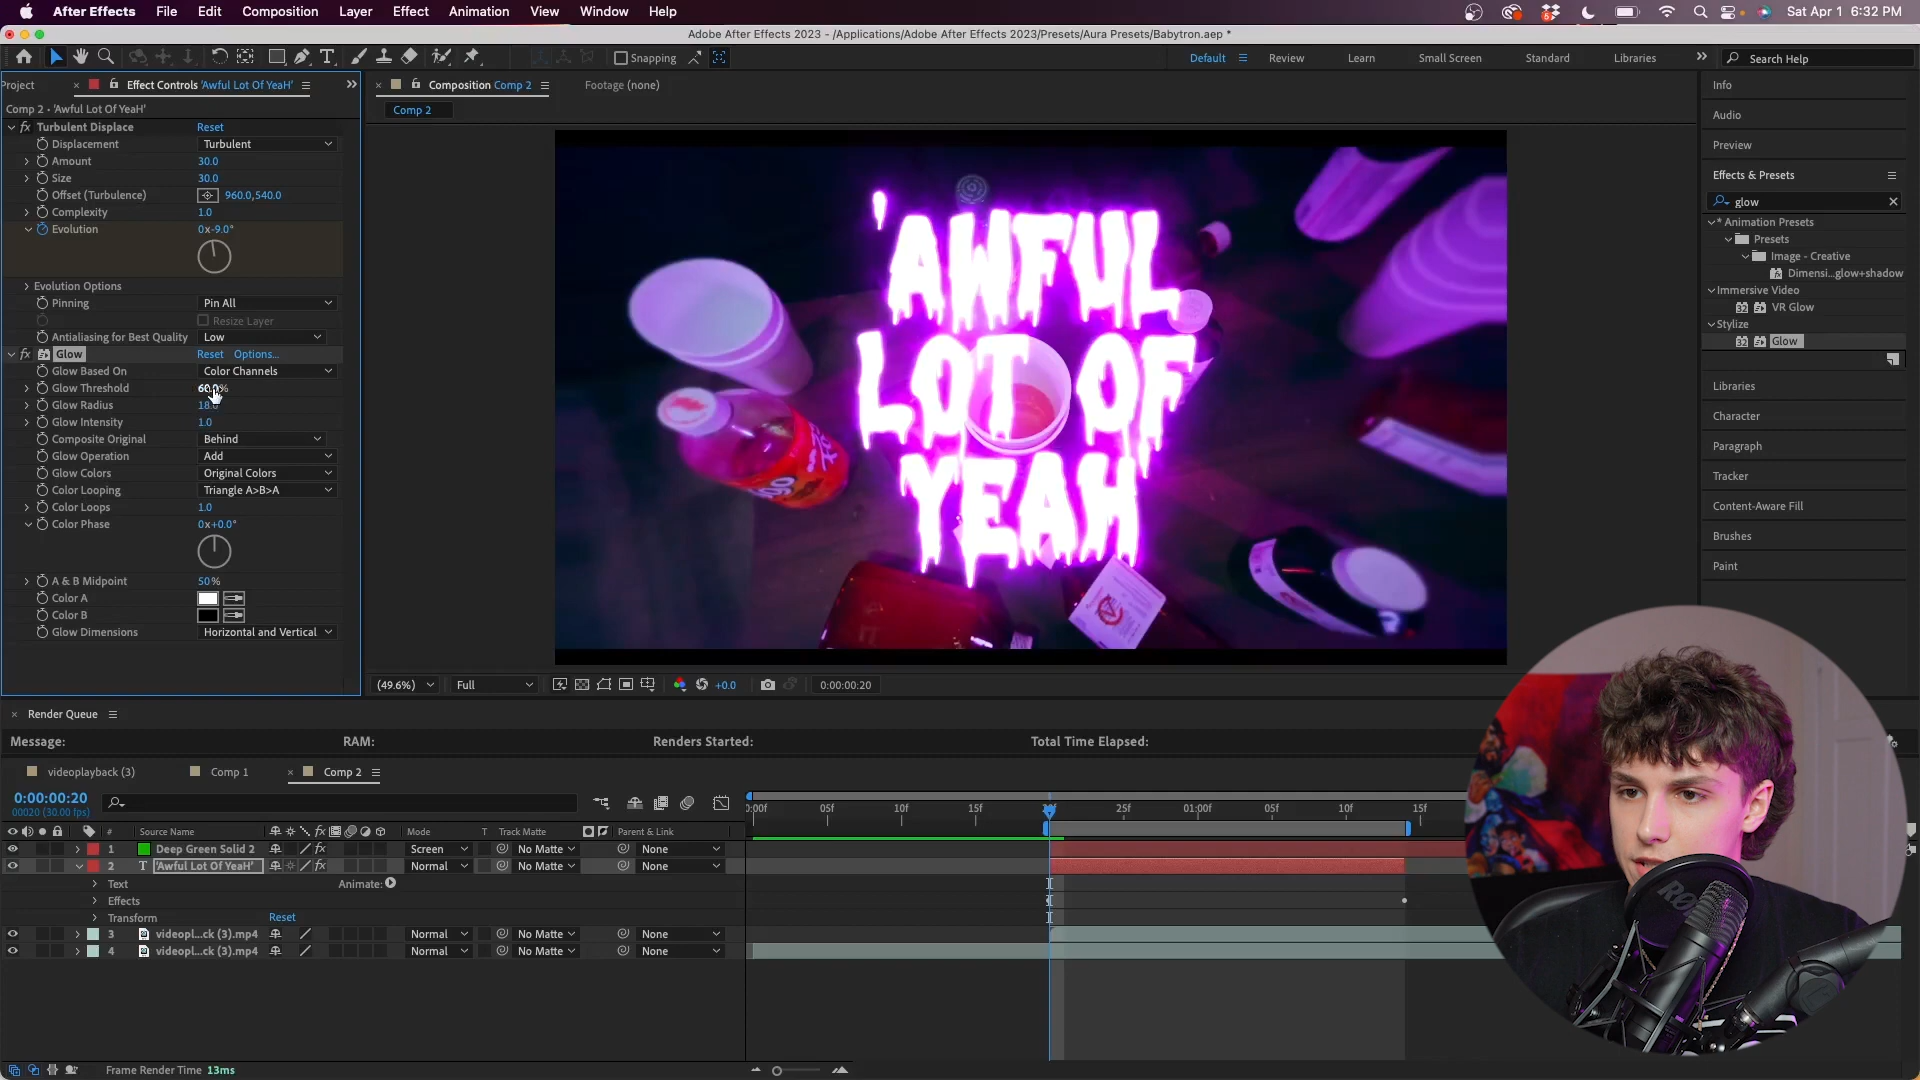 After Effects File Edit Composition Layer Effect Animation View Window Help Sat Apr 1 6:32 PM
Adobe After Effects 2023 - /Applications/Adobe After Effects 2023/Presets/Aura Presets/Babytron.aep *
Snapping Default Review Learn Small Screen Standard Libraries Search Help
Project Effect Controls 'Awful Lot Of YeaH' Composition Comp 2 Footage (none)
Comp 2 • 'Awful Lot Of YeaH'
Comp 2
Turbulent Displace Reset
Displacement Turbulent
Amount 30.0
Size 30.0
Offset (Turbulence) 960.0,540.0
Complexity 1.0
Evolution 0x-9.0°
Evolution Options
Pinning Pin All
Resize Layer
Antialiasing for Best Quality Low
Glow Reset Options...
Glow Based On Color Channels
Glow Threshold 60.0%
Glow Radius 18.0
Glow Intensity 1.0
Composite Original Behind
Glow Operation Add
Glow Colors Original Colors
Color Looping Triangle A>B>A
Color Loops 1.0
Color Phase 0x+0.0°
A & B Midpoint 50%
Color A
Color B
Glow Dimensions Horizontal and Vertical
'AWFUL
LOT OF
YEAH
(49.6%) Full +0.0 0:00:00:20
Info
Audio
Preview
Effects & Presets
glow
* Animation Presets
Presets
Image - Creative
Dimensi...glow+shadow
Immersive Video
32 VR Glow
Stylize
32 Glow
Libraries
Character
Paragraph
Tracker
Content-Aware Fill
Brushes
Paint
Render Queue
Message: RAM: Renders Started: Total Time Elapsed:
videoplayback (3) Comp 1 Comp 2
0:00:00:20
00020 (30.00 fps)
0:00f 05f 10f 15f 25f 01:00f 05f 10f 15f
# Source Name Mode T Track Matte Parent & Link
1 Deep Green Solid 2 Screen No Matte None
2 T 'Awful Lot Of YeaH' Normal No Matte None
Text Animate:
Effects
Transform Reset
3 videopl...ck (3).mp4 Normal No Matte None
4 videopl...ck (3).mp4 Normal No Matte None
Frame Render Time 13ms